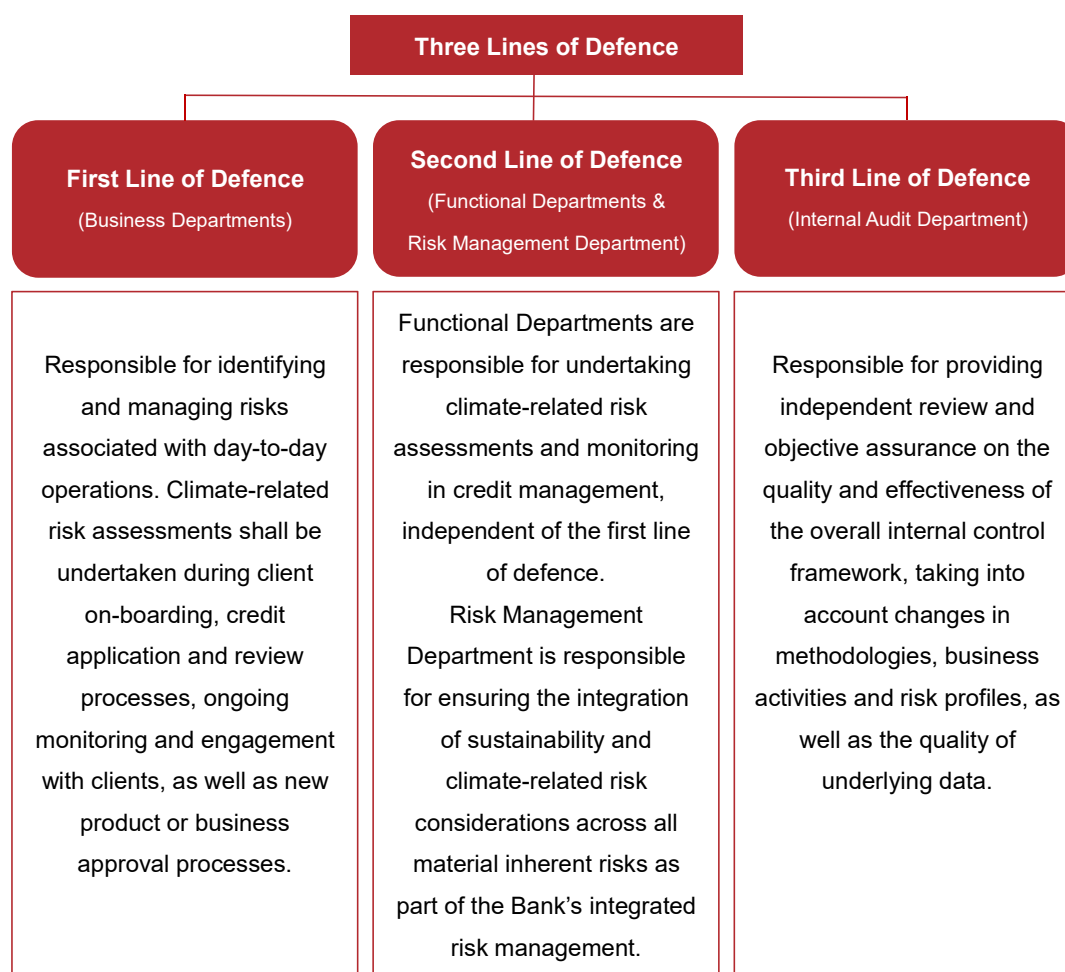 Three Lines of Defence
First Line of Defence
(Business Departments)
Second Line of Defence
(Functional Departments &
Risk Management Department)
Third Line of Defence
(Internal Audit Department)
Responsible for identifying
and managing risks
associated with day-to-day
operations. Climate-related
risk assessments shall be
undertaken during client
on-boarding, credit
application and review
processes, ongoing
monitoring and engagement
with clients, as well as new
product or business
approval processes.
Functional Departments are
responsible for undertaking
climate-related risk
assessments and monitoring
in credit management,
independent of the first line
of defence.
Risk Management
Department is responsible
for ensuring the integration
of sustainability and
climate-related risk
considerations across all
material inherent risks as
part of the Bank’s integrated
risk management.
Responsible for providing
independent review and
objective assurance on the
quality and effectiveness of
the overall internal control
framework, taking into
account changes in
methodologies, business
activities and risk profiles, as
well as the quality of
underlying data.